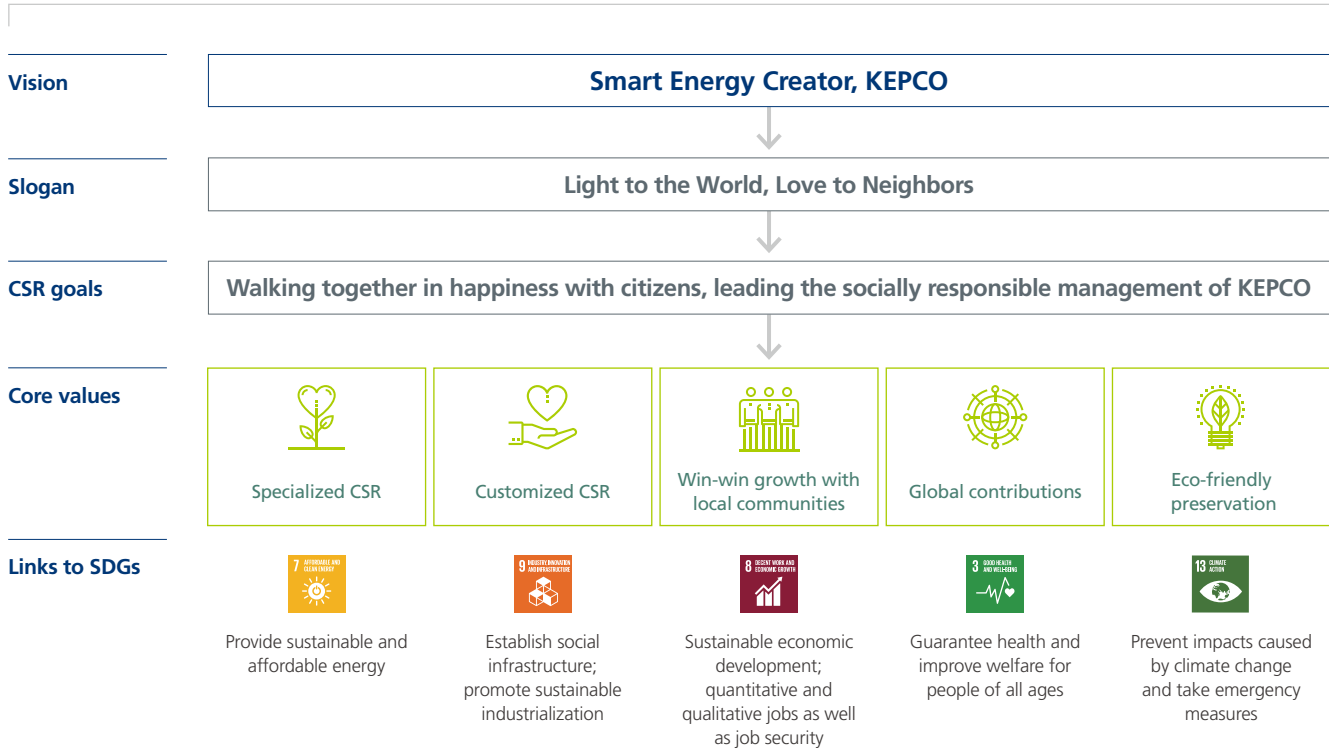 Vision
Smart Energy Creator, KEPCO
Slogan
Light to the World, Love to Neighbors
CSR goals
Walking together in happiness with citizens, leading the socially responsible management of KEPCO
Core values
Specialized CSR
Customized CSR
Win-win growth with
local communities
Global contributions
Eco-friendly
preservation
Links to SDGs
7 AFFORDABLE AND
CLEAN ENERGY
9 INDUSTRY, INNOVATION
AND INFRASTRUCTURE
8 DECENT WORK AND
ECONOMIC GROWTH
3 GOOD HEALTH
AND WELL-BEING
13 CLIMATE
ACTION
Provide sustainable and
affordable energy
Establish social
infrastructure;
promote sustainable
industrialization
Sustainable economic
development;
quantitative and
qualitative jobs as well
as job security
Guarantee health and
improve welfare for
people of all ages
Prevent impacts caused
by climate change
and take emergency
measures